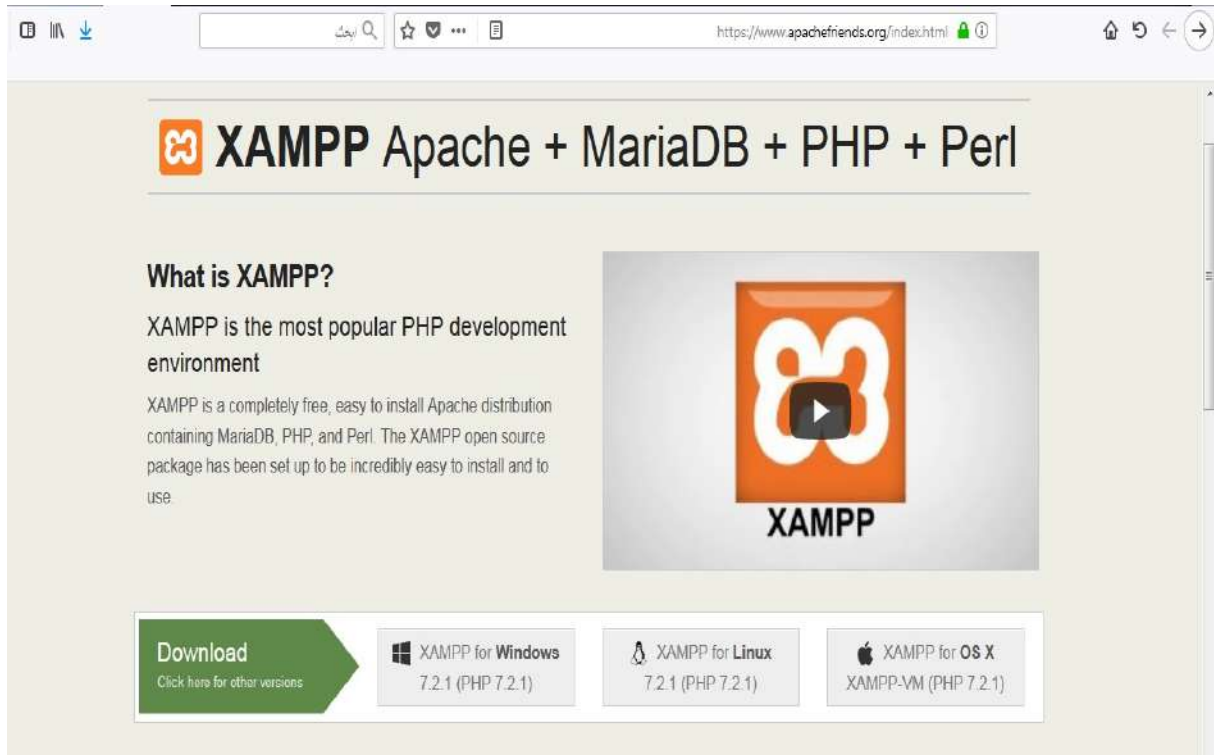 ابحث
https://www.apachefriends.org/index.html
XAMPP Apache + MariaDB + PHP + Perl
What is XAMPP?
XAMPP is the most popular PHP development
environment
XAMPP is a completely free, easy to install Apache distribution
containing MariaDB, PHP, and Perl. The XAMPP open source
package has been set up to be incredibly easy to install and to
use.
XAMPP
Download
Click here for other versions
XAMPP for Windows
7.2.1 (PHP 7.2.1)
XAMPP for Linux
7.2.1 (PHP 7.2.1)
XAMPP for OS X
XAMPP-VM (PHP 7.2.1)